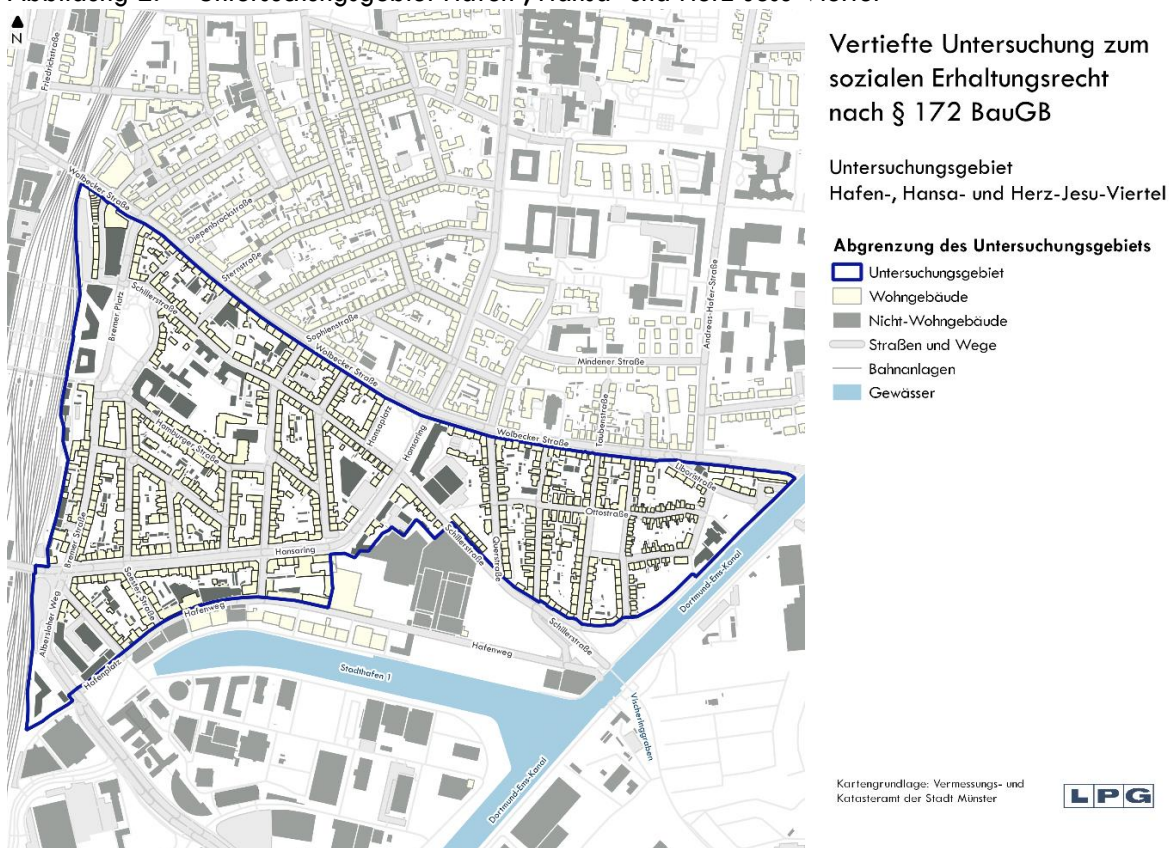 Abbildung 2: Untersuchungsgebiet Hafen-, Hansa- und Herz-Jesu-Viertel
N
Vertiefte Untersuchung zum
sozialen Erhaltungsrecht
nach § 172 BauGB
Untersuchungsgebiet
Hafen-, Hansa- und Herz-Jesu-Viertel
Abgrenzung des Untersuchungsgebiets
Untersuchungsgebiet
Wohngebäude
Nicht-Wohngebäude
Straßen und Wege
Bahnanlagen
Gewässer
Friedrichstraße
Wolbecker Straße
Diepenbrockstraße
Sternstraße
Sophienstraße
Wolbecker Straße
Schillerstraße
Bremer Platz
Andreas-Hofer-Straße
Mindener Straße
Taubenstraße
Hansaplatz
Hansaring
Wolbecker Straße
Hamburger Straße
Liboristraße
Ottostraße
Bremer Straße
Hansaring
Schillerstraße
Querstraße
Soester Straße
Dortmund-Ems-Kanal
Albersloher Weg
Hafenweg
Schillerstraße
Hafenplatz
Hafenweg
Stadthafen 1
Vischeringgraben
Dortmund-Ems-Kanal
Kartengrundlage: Vermessungs- und
Katasteramt der Stadt Münster
LPG